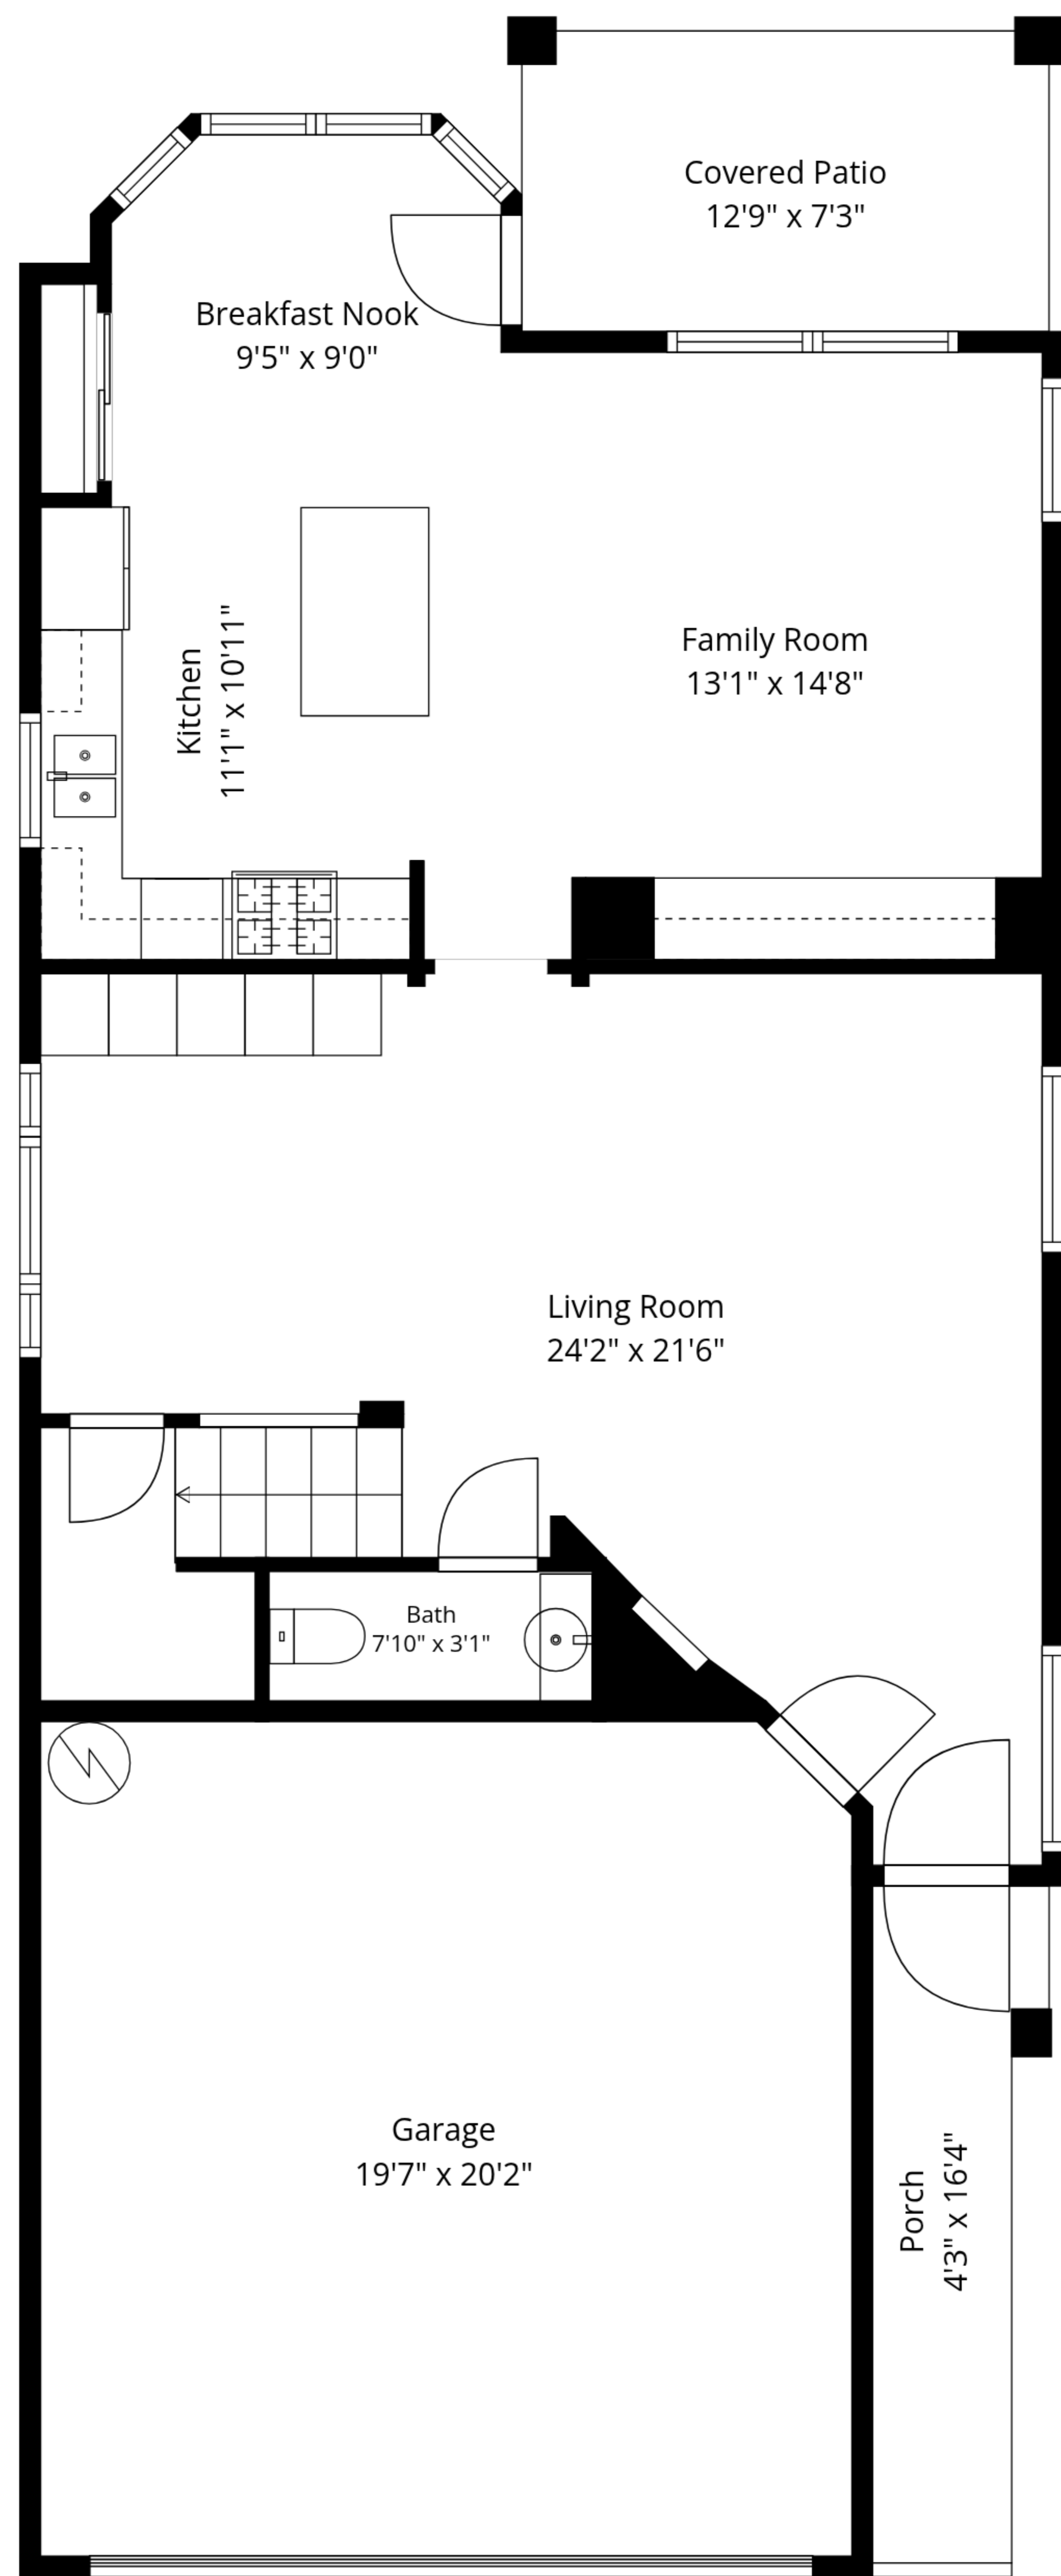 Covered Patio
12'9" x 7'3"
Breakfast Nook
9'5" x 9'0"
Kitchen
11'1" x 10'11"
Family Room
13'1" x 14'8"
Living Room
24'2" x 21'6"
Bath
7'10" x 3'1"
Garage
19'7" x 20'2"
Porch
4'3" x 16'4"